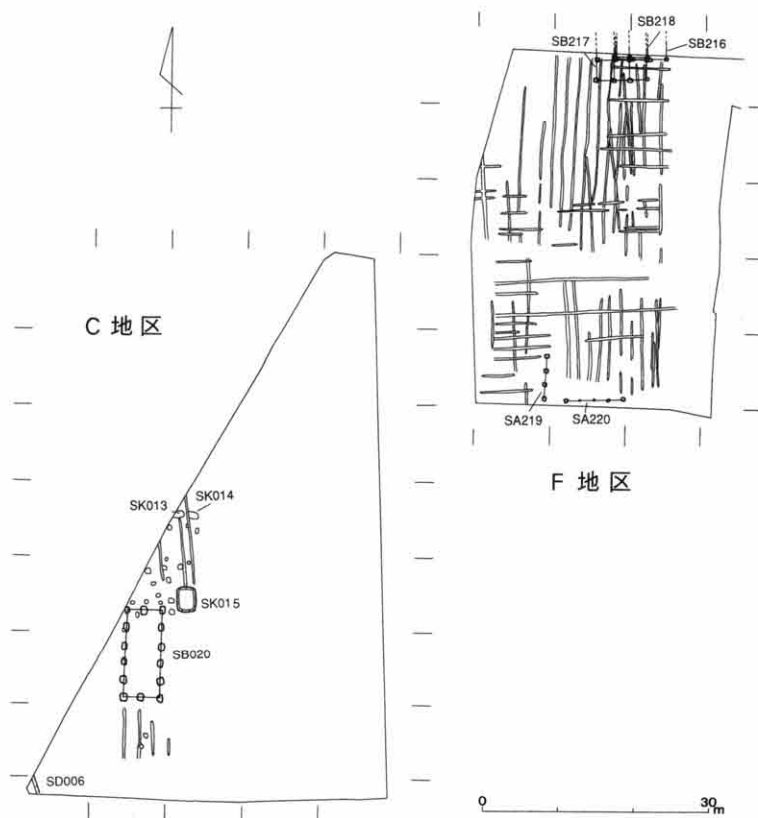 SB218
SB217
SB216
C 地区
SA219
SA220
F 地区
SK013
SK014
SK015
SB020
SD006
0 30m